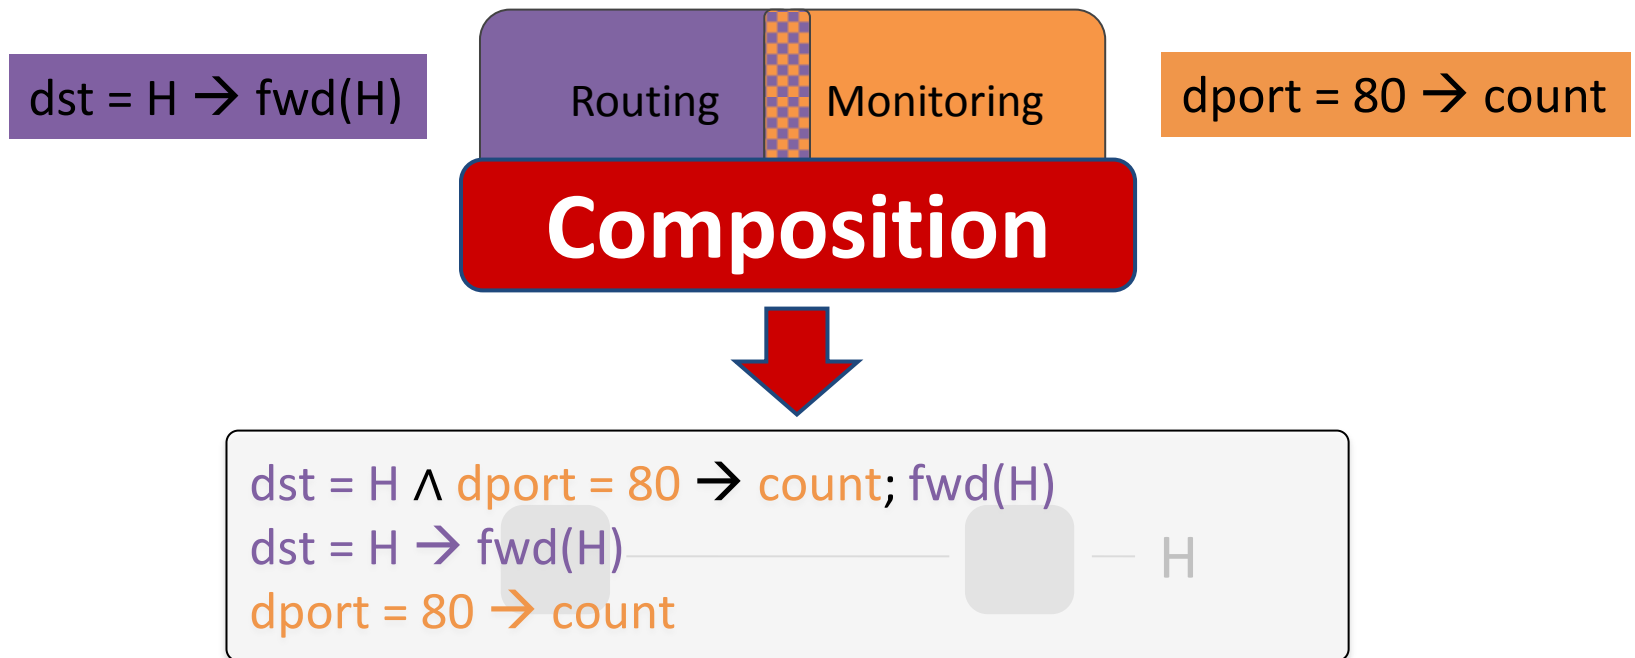 dst = H → fwd(H)
Routing
Monitoring
dport = 80 → count
Composition
dst = H ∧ dport = 80 → count; fwd(H)
dst = H → fwd(H)
H
dport = 80 → count